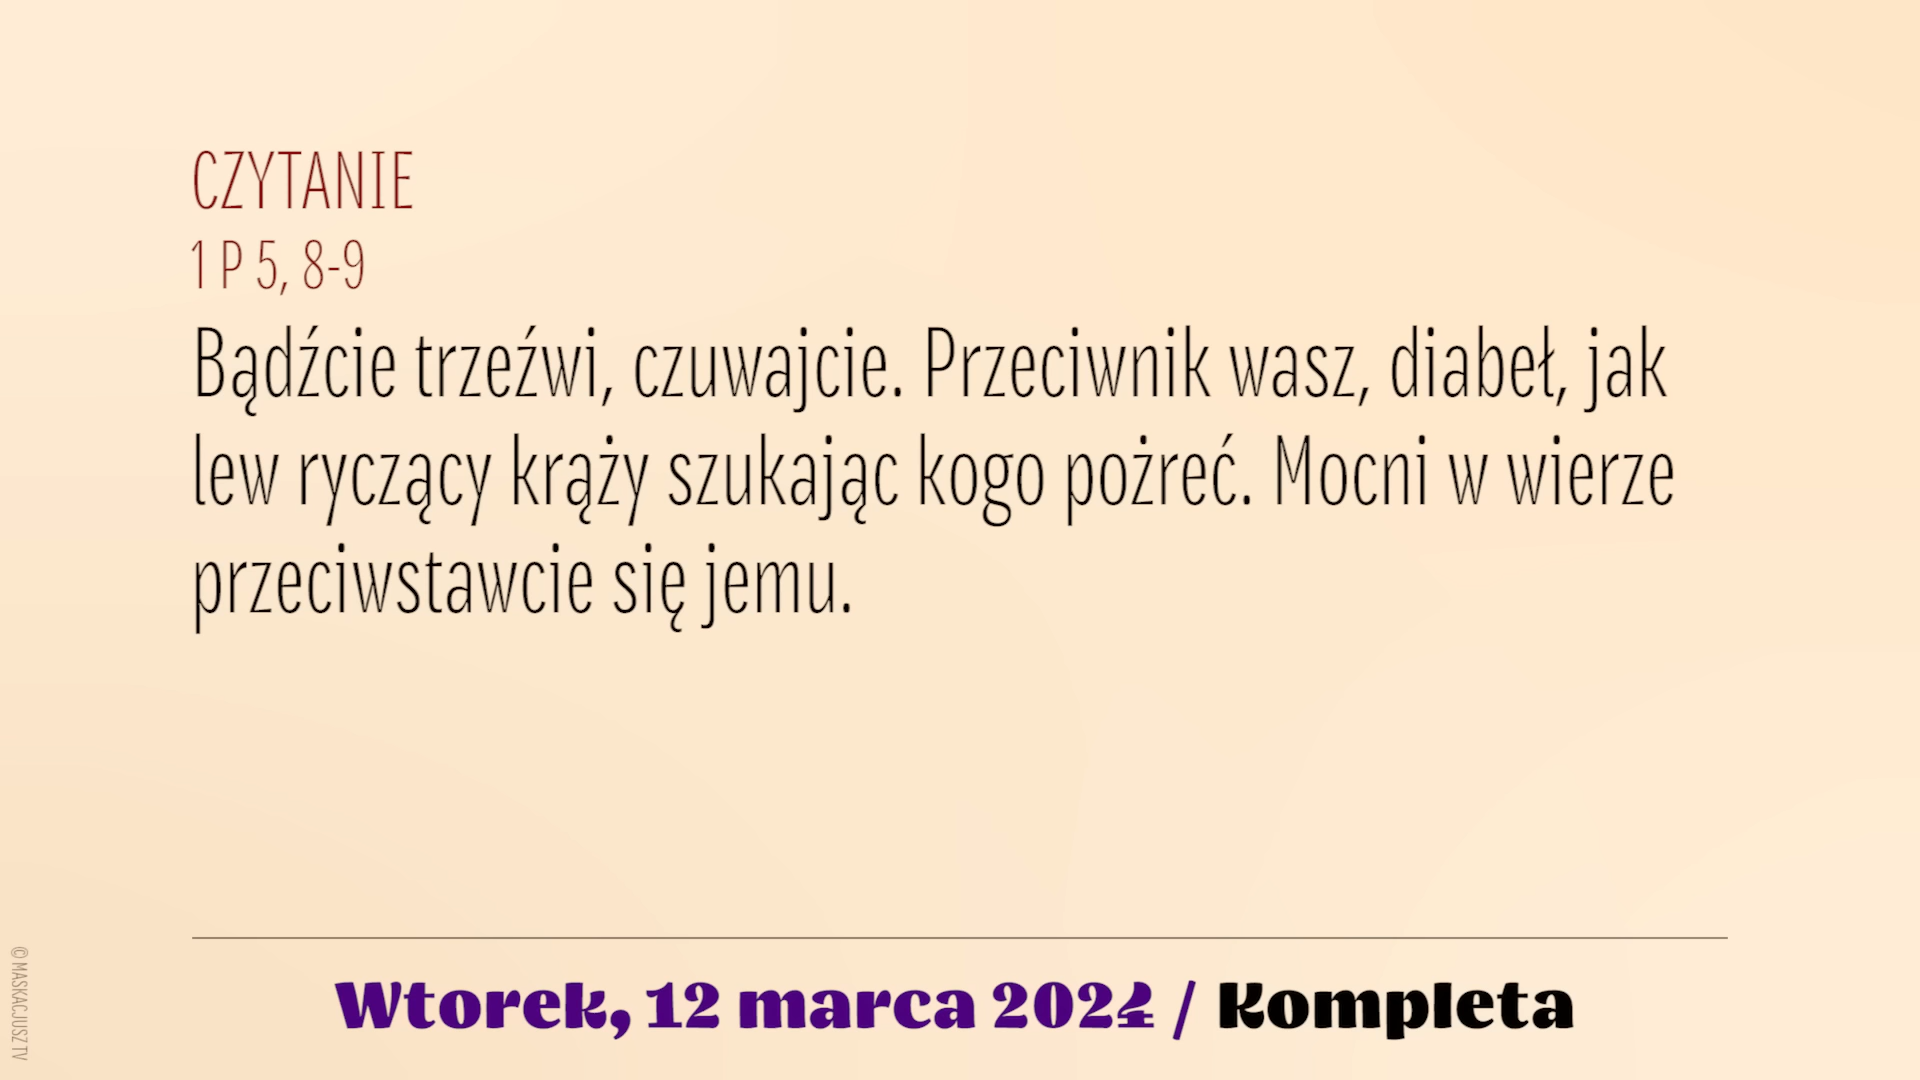 CZYTANIE
1 P 5, 8-9
Bądźcie trzeźwi, czuwajcie. Przeciwnik wasz, diabeł, jak
lew ryczący krąży szukając kogo pożreć. Mocni w wierze
przeciwstawcie się jemu.
Wtorek, 12 marca 2024 / Kompleta
© MASKACJUSZ TV